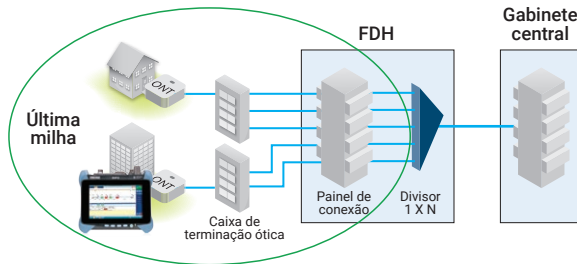 FDH
Gabinete
central
ONT
Última
milha
ONT
Caixa de
terminação ótica
Painel de
conexão
Divisor
1 X N